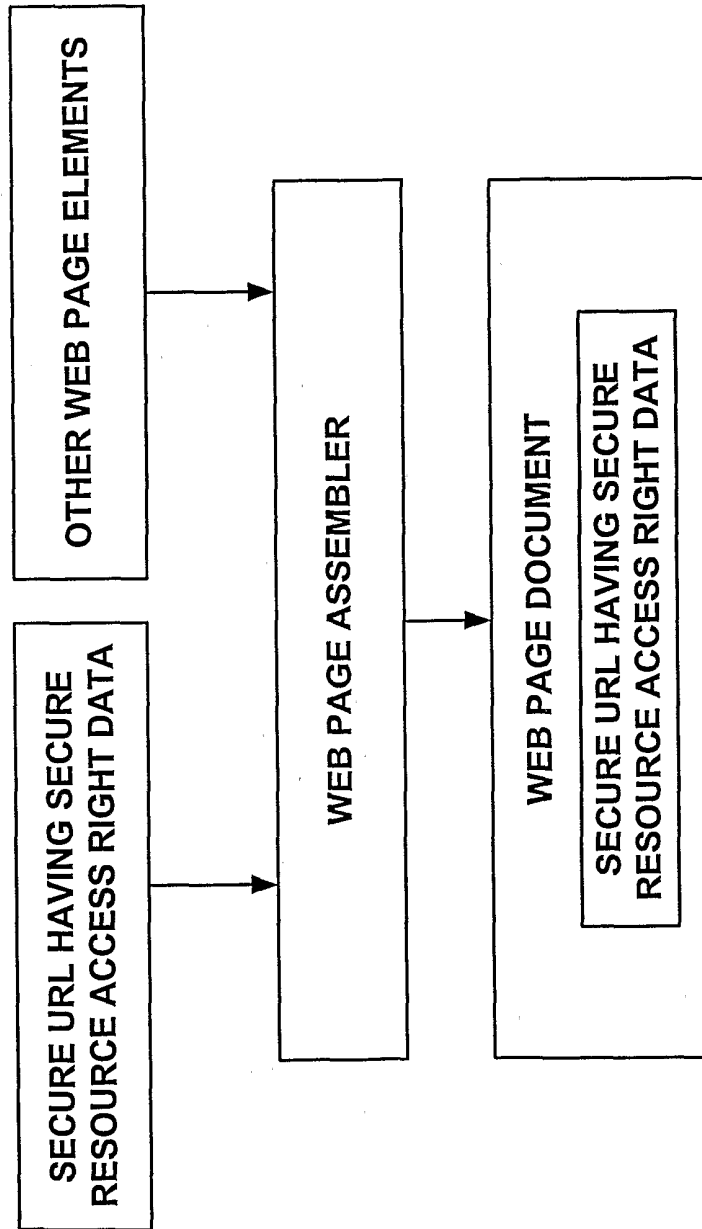 SECURE URL HAVING SECURE
RESOURCE ACCESS RIGHT DATA
OTHER WEB PAGE ELEMENTS
WEB PAGE ASSEMBLER
WEB PAGE DOCUMENT
SECURE URL HAVING SECURE
RESOURCE ACCESS RIGHT DATA